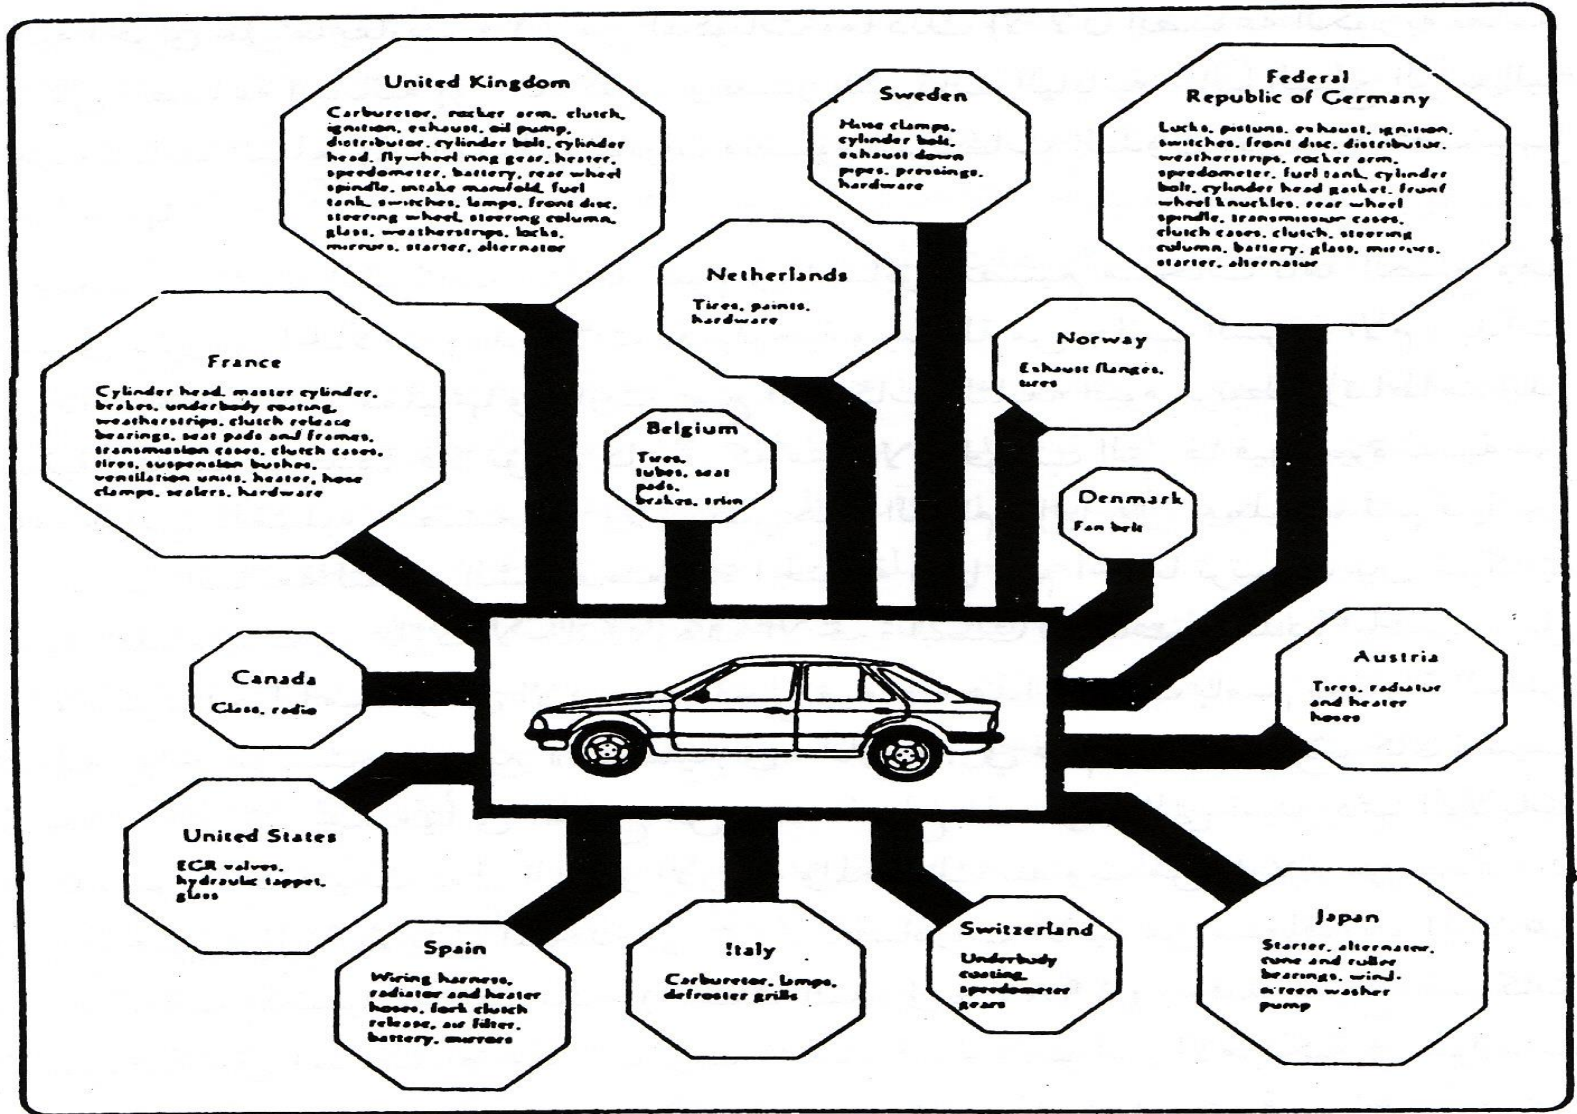 United Kingdom
Carburetor, rocker arm, clutch,
ignition, exhaust, oil pump,
distributor, cylinder bolt, cylinder
head, flywheel ring gear, heater,
speedometer, battery, rear wheel
spindle, intake manifold, fuel
tank, switches, lamps, front disc,
steering wheel, steering column,
glass, weatherstrips, locks,
mirrors, starter, alternator
Sweden
Hose clamps,
cylinder bolt,
exhaust down
pipes, pressings,
hardware
Federal
Republic of Germany
Locks, pistons, exhaust, ignition,
switches, front disc, distributor,
weatherstrips, rocker arm,
speedometer, fuel tank, cylinder
bolt, cylinder head gasket, front
wheel knuckles, rear wheel
spindle, transmission cases,
clutch cases, clutch, steering
column, battery, glass, mirrors,
starter, alternator
Netherlands
Tires, paints,
hardware
Norway
Exhaust flanges,
tires
France
Cylinder head, master cylinder,
brakes, underbody coating,
weatherstrips, clutch release
bearings, seat pads and frames,
transmission cases, clutch cases,
tires, suspension bushes,
ventilation units, heater, hose
clamps, sealers, hardware
Belgium
Tires,
tubes, seat
pads,
brakes, trim
Denmark
Fan belt
Canada
Glass, radio
Austria
Tires, radiator
and heater
hoses
United States
EGR valves,
hydraulic tappet,
glass
Spain
Wiring harness,
radiator and heater
hoses, fork clutch
release, air filter,
battery, mirrors
Italy
Carburetor, lamps,
defroster grills
Switzerland
Underbody
coating,
speedometer
gears
Japan
Starter, alternator,
cone and roller
bearings, wind-
screen washer
pump